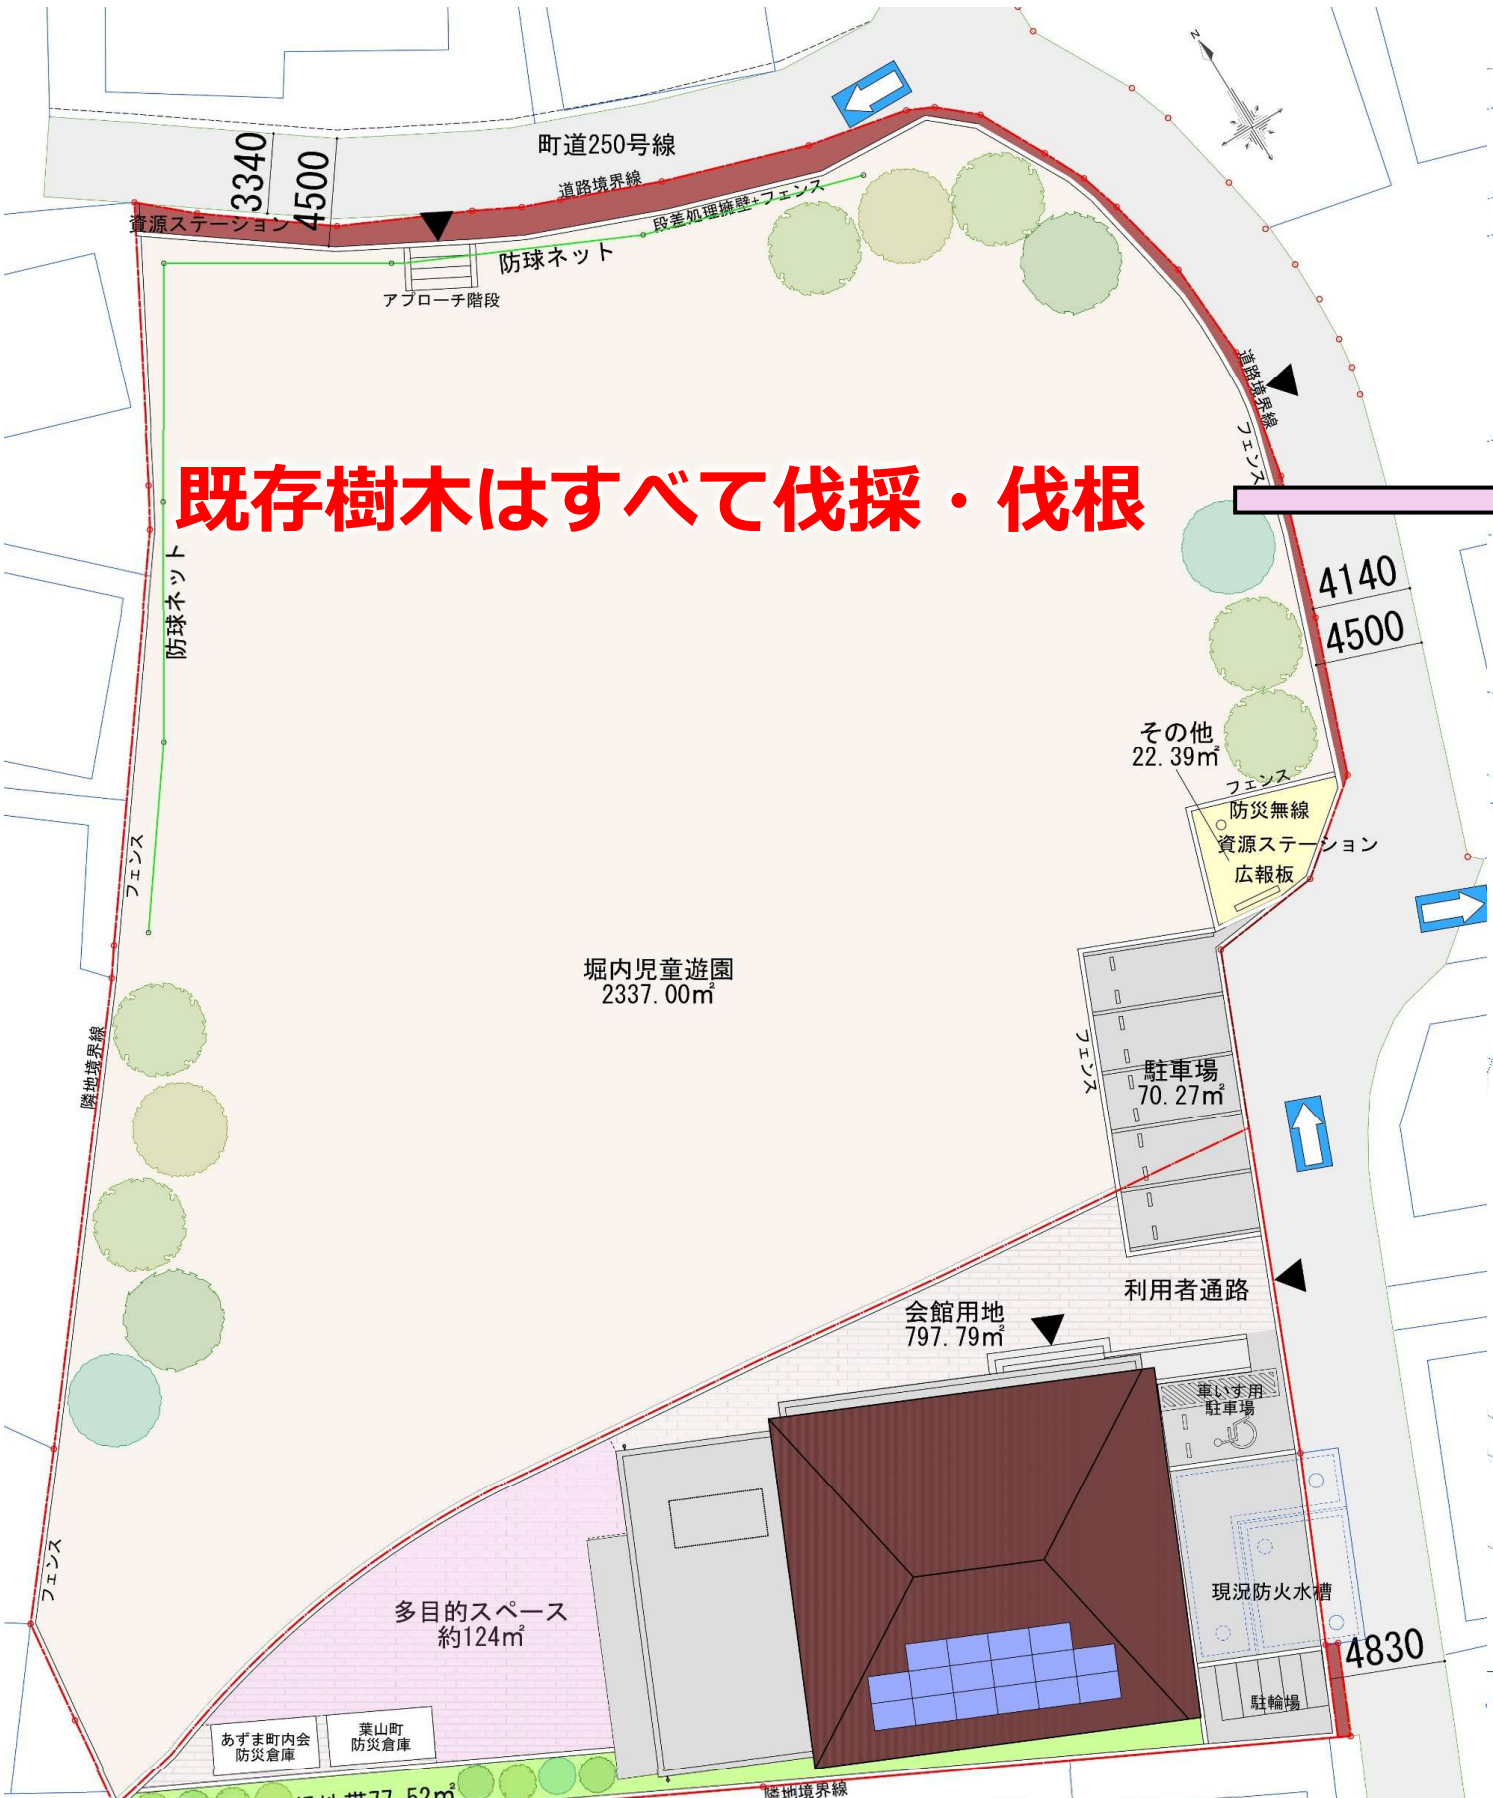 N
町道250号線
3340
4500
道路境界線
資源ステーション
段差処理擁壁+フェンス
防球ネット
アプローチ階段
道路境界線
フェンス
既存樹木はすべて伐採・伐根
防球ネット
4140
4500
その他
22.39㎡
フェンス
防災無線
資源ステーション
広報板
フェンス
堀内児童遊園
2337.00㎡
フェンス
駐車場
70.27㎡
隣地境界線
利用者通路
会館用地
797.79㎡
車いす用
駐車場
フェンス
現況防火水槽
多目的スペース
約124㎡
4830
駐輪場
あずま町内会
防災倉庫
葉山町
防災倉庫
77.52㎡
隣地境界線